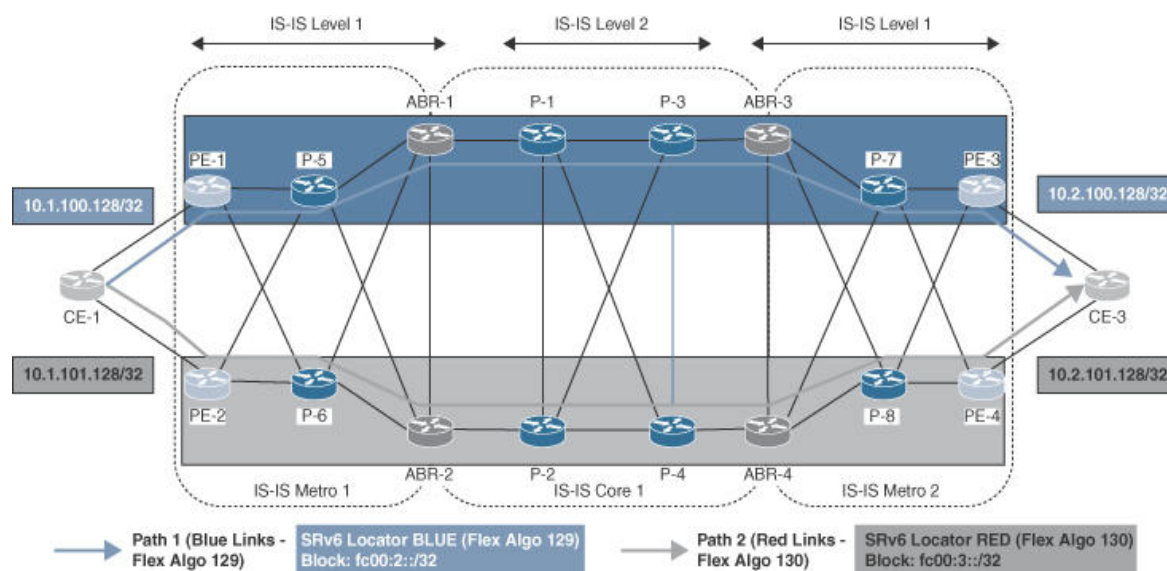 IS-IS Level 1
IS-IS Level 2
IS-IS Level 1
ABR-1
P-1
P-3
ABR-3
PE-1
P-5
P-7
PE-3
10.1.100.128/32
10.2.100.128/32
CE-1
CE-3
10.1.101.128/32
10.2.101.128/32
PE-2
P-6
P-8
PE-4
ABR-2
P-2
P-4
ABR-4
IS-IS Metro 1
IS-IS Core 1
IS-IS Metro 2
Path 1 (Blue Links -
Flex Algo 129)
SRv6 Locator BLUE (Flex Algo 129)
Block: fc00:2::/32
Path 2 (Red Links -
Flex Algo 130)
SRv6 Locator RED (Flex Algo 130)
Block: fc00:3::/32